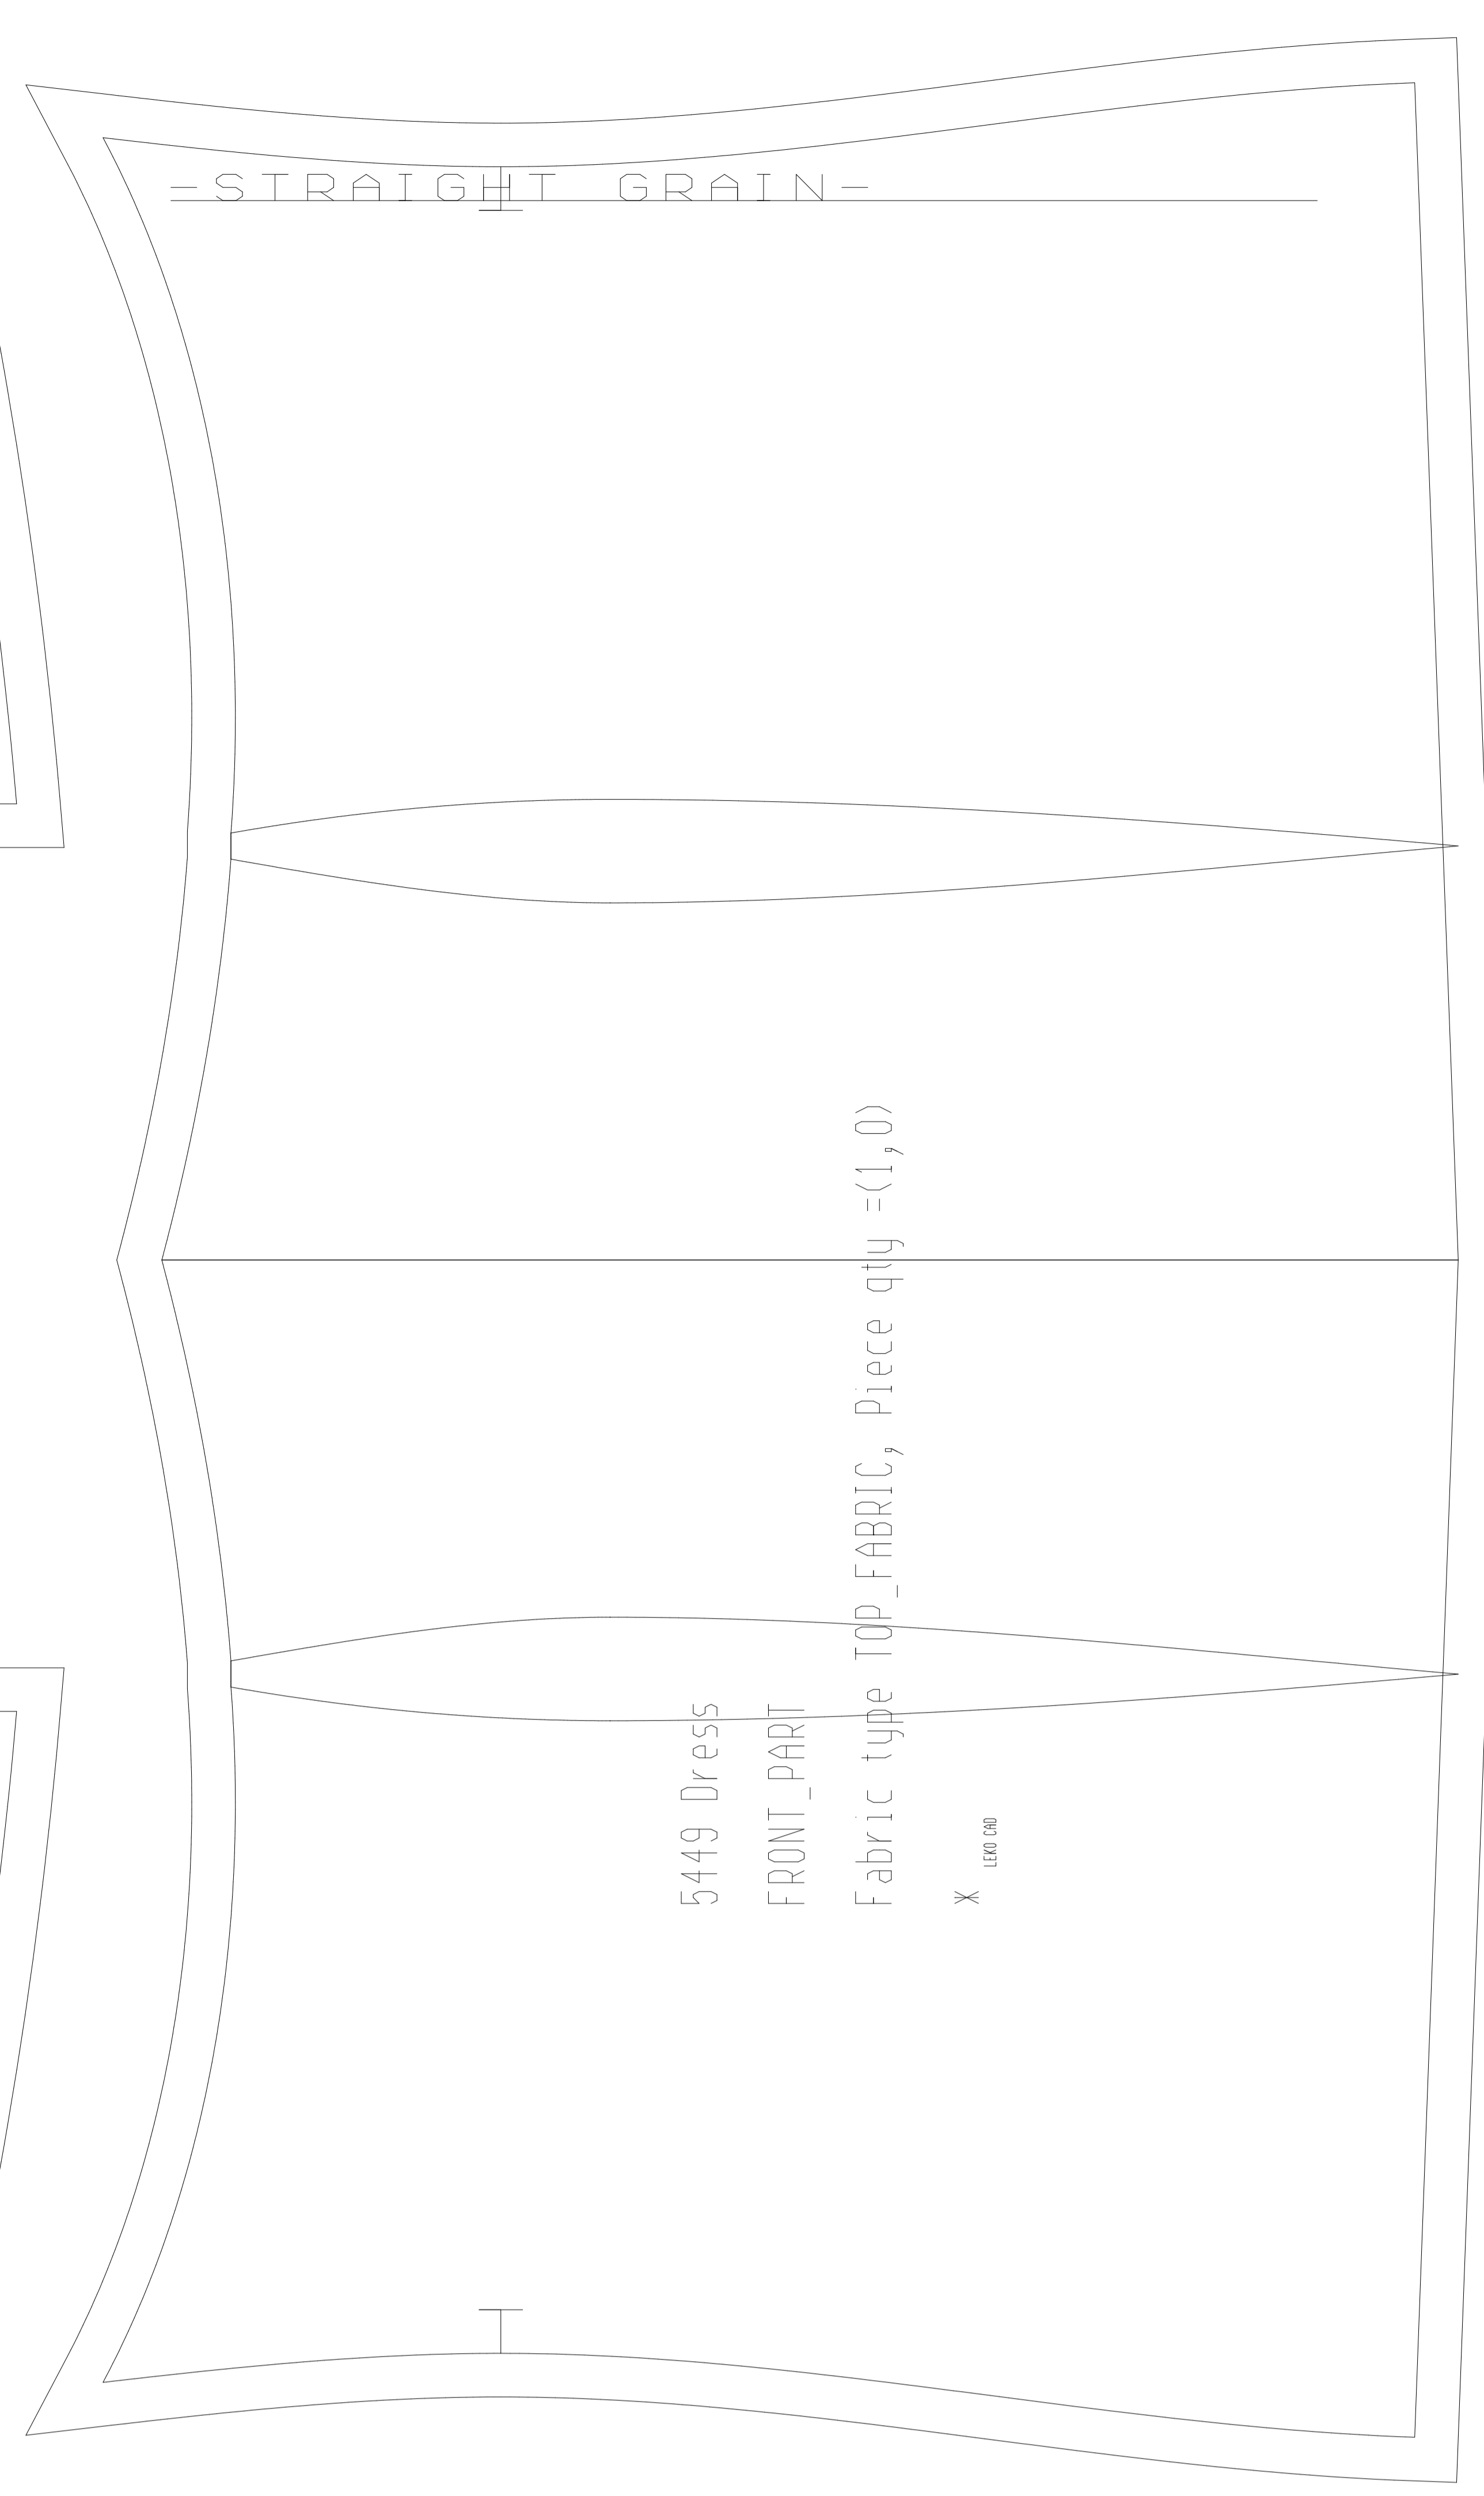 -STRAIGHT GRAIN-
5449 Dress
FRONT_PART
Fabric type TOP_FABRIC, Piece qty =(1,0)
* LEKO CAD